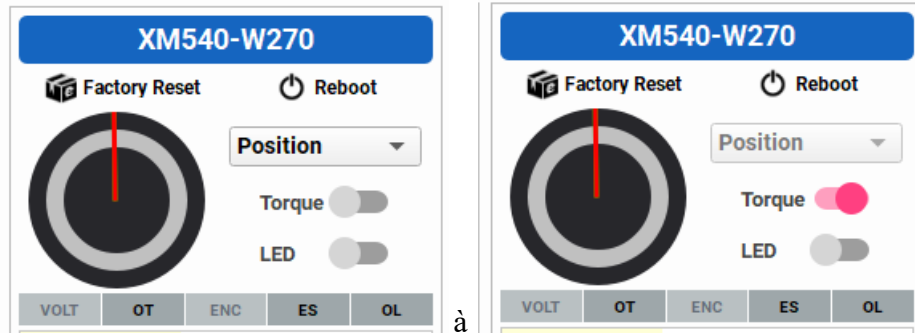 XM540-W270
Factory Reset Reboot
Position
Torque
LED
VOLT OT ENC ES OL
à
XM540-W270
Factory Reset Reboot
Position
Torque
LED
VOLT OT ENC ES OL